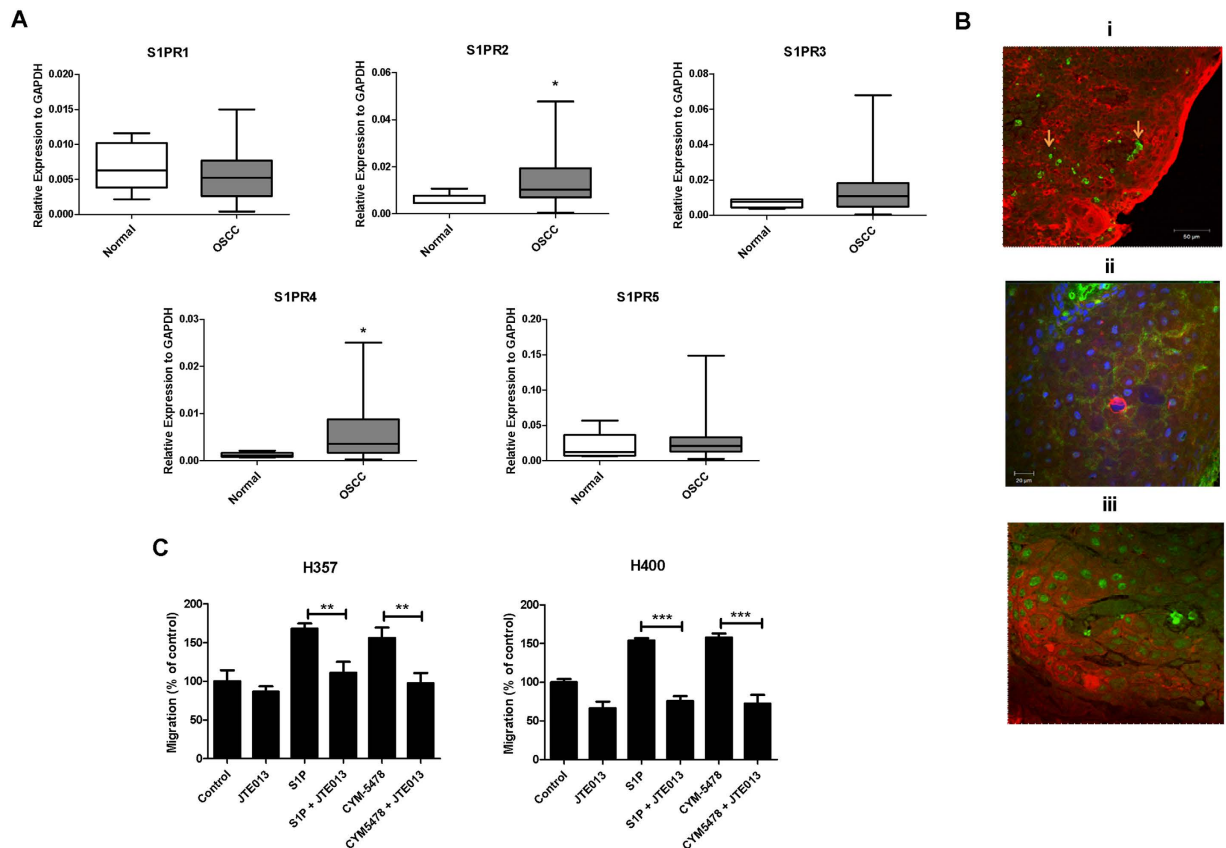 A
B
S1PR1
Relative Expression to GAPDH
0.020
0.015
0.010
0.005
0.000
Normal
OSCC
S1PR2
Relative Expression to GAPDH
0.06
0.04
0.02
0.00
*
Normal
OSCC
S1PR3
Relative Expression to GAPDH
0.08
0.06
0.04
0.02
0.00
Normal
OSCC
S1PR4
Relative Expression to GAPDH
0.03
0.02
0.01
0.00
*
Normal
OSCC
S1PR5
Relative Expression to GAPDH
0.20
0.15
0.10
0.05
0.00
Normal
OSCC
i
50 µm
ii
20 µm
iii
C
H357
Migration (% of control)
200
150
100
50
0
**
**
Control
JTE013
S1P
S1P + JTE013
CYM-5478
CYM5478 + JTE013
H400
Migration (% of control)
200
150
100
50
0
***
***
Control
JTE013
S1P
S1P + JTE013
CYM-5478
CYM5478 + JTE013